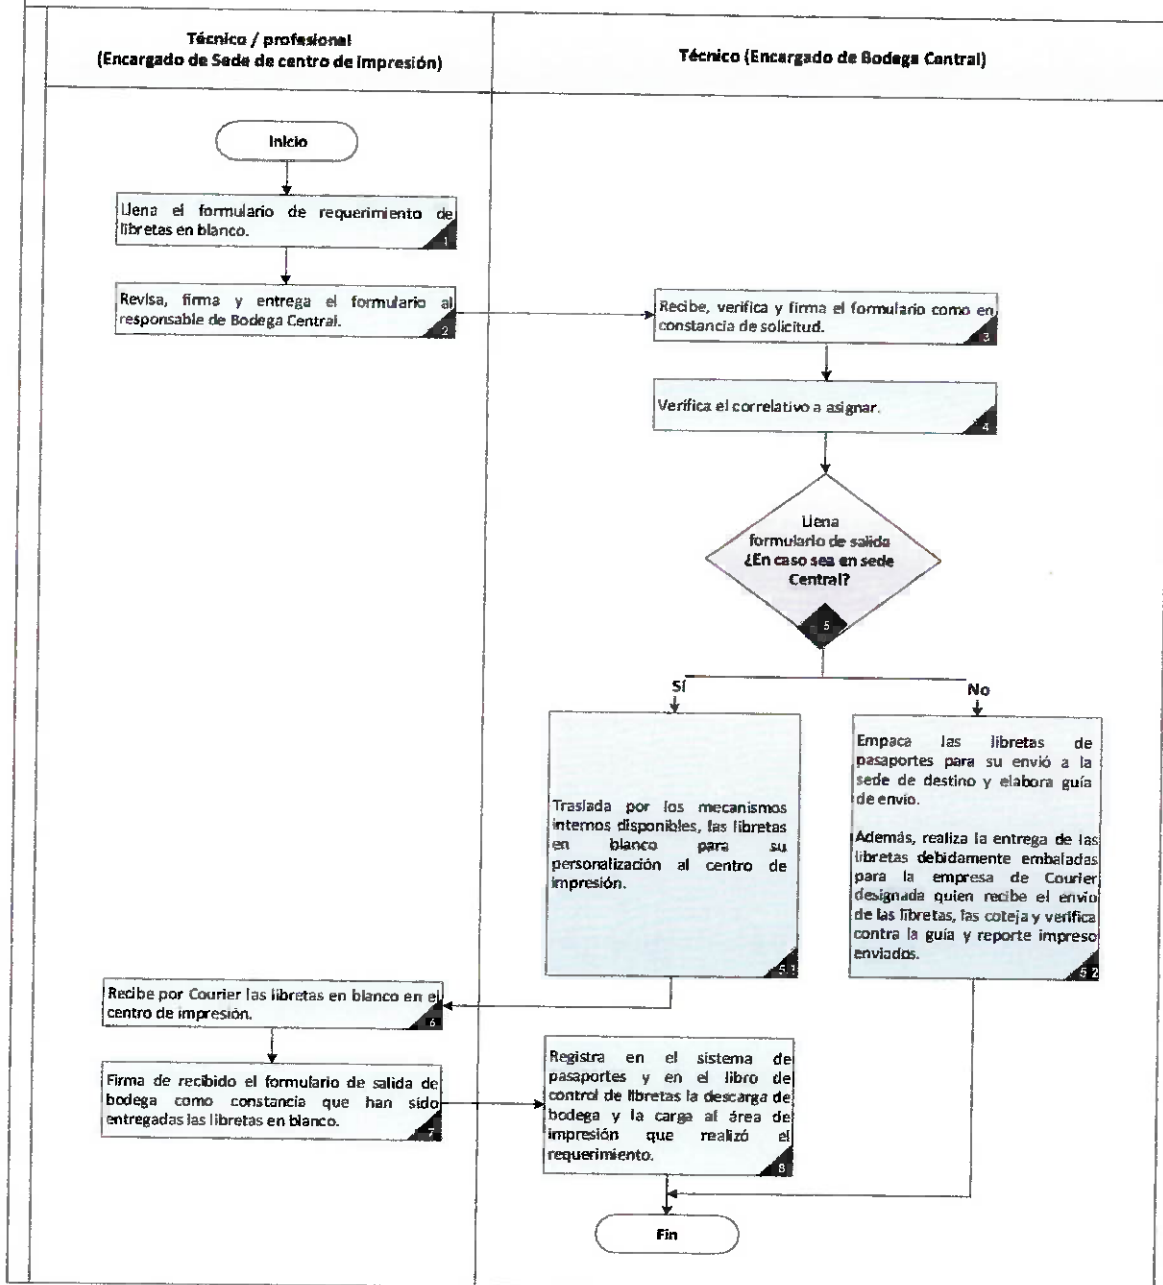 Técnico / profesional
(Encargado de Sede de centro de impresión)
Técnico (Encargado de Bodega Central)
Inicio
Llena el formulario de requerimiento de
libretas en blanco.
1
Revisa, firma y entrega el formulario al
responsable de Bodega Central.
2
Recibe, verifica y firma el formulario como en
constancia de solicitud.
3
Verifica el correlativo a asignar.
4
Llena
formulario de salida
¿En caso sea en sede
Central?
5
Sí
No
Traslada por los mecanismos
internos disponibles, las libretas
en blanco para su
personalización al centro de
impresión.
5.1
Empaca las libretas de
pasaportes para su envió a la
sede de destino y elabora guía
de envío.
Además, realiza la entrega de las
libretas debidamente embaladas
para la empresa de Courier
designada quien recibe el envío
de las libretas, las coteja y verifica
contra la guía y reporte impreso
enviados.
5.2
Recibe por Courier las libretas en blanco en el
centro de impresión.
6
Firma de recibido el formulario de salida de
bodega como constancia que han sido
entregadas las libretas en blanco.
7
Registra en el sistema de
pasaportes y en el libro de
control de libretas la descarga de
bodega y la carga al área de
impresión que realizó el
requerimiento.
8
Fin